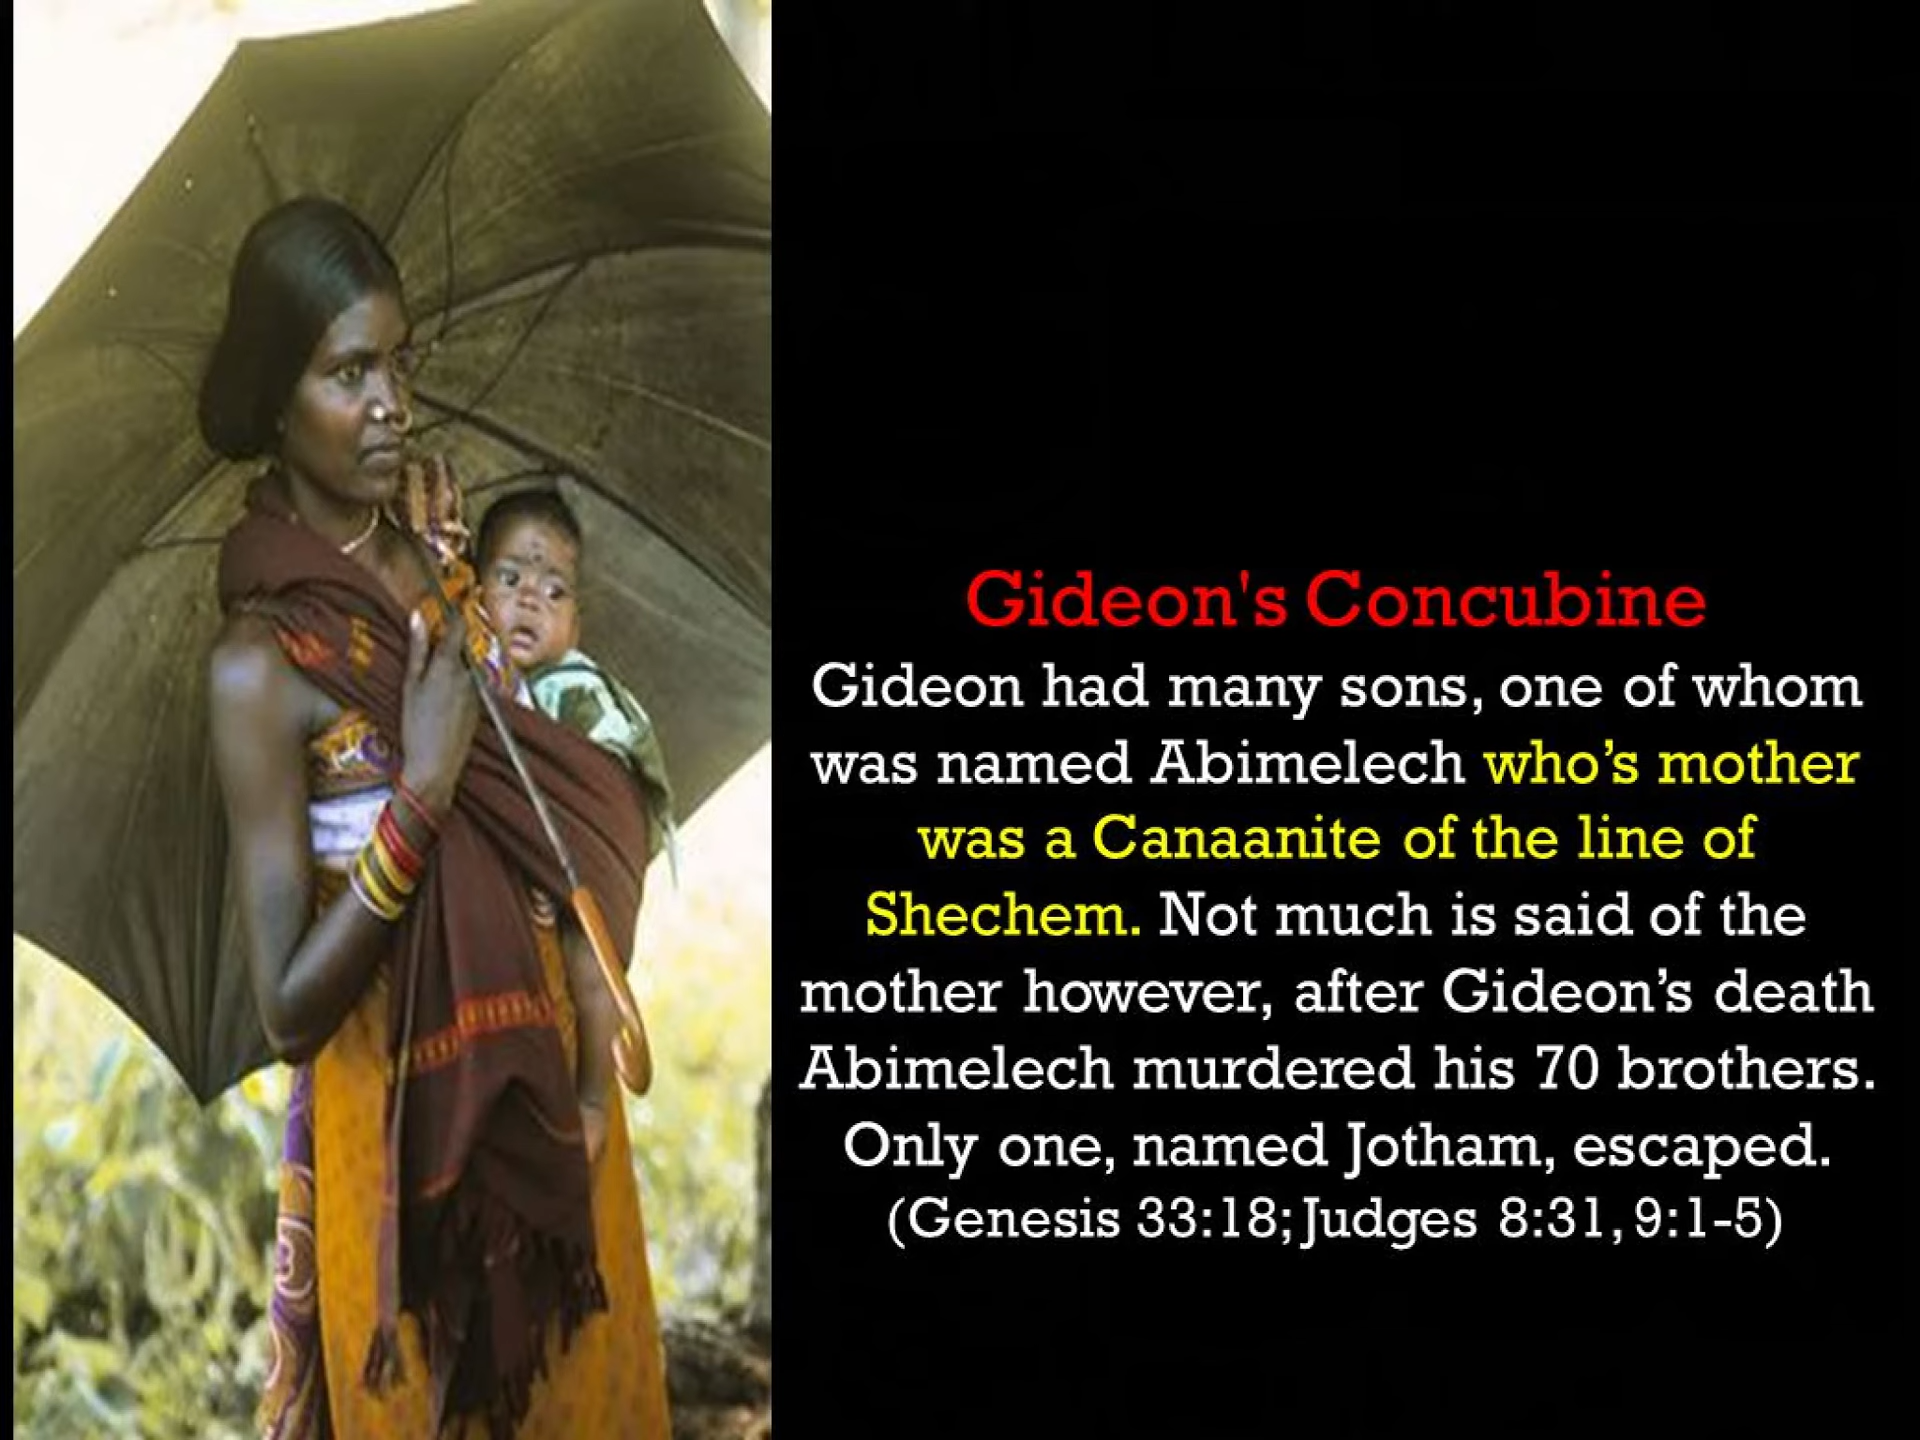 Gideon's Concubine
Gideon had many sons, one of whom
was named Abimelech who’s mother
was a Canaanite of the line of
Shechem. Not much is said of the
mother however, after Gideon’s death
Abimelech murdered his 70 brothers.
Only one, named Jotham, escaped.
(Genesis 33:18; Judges 8:31, 9:1-5)